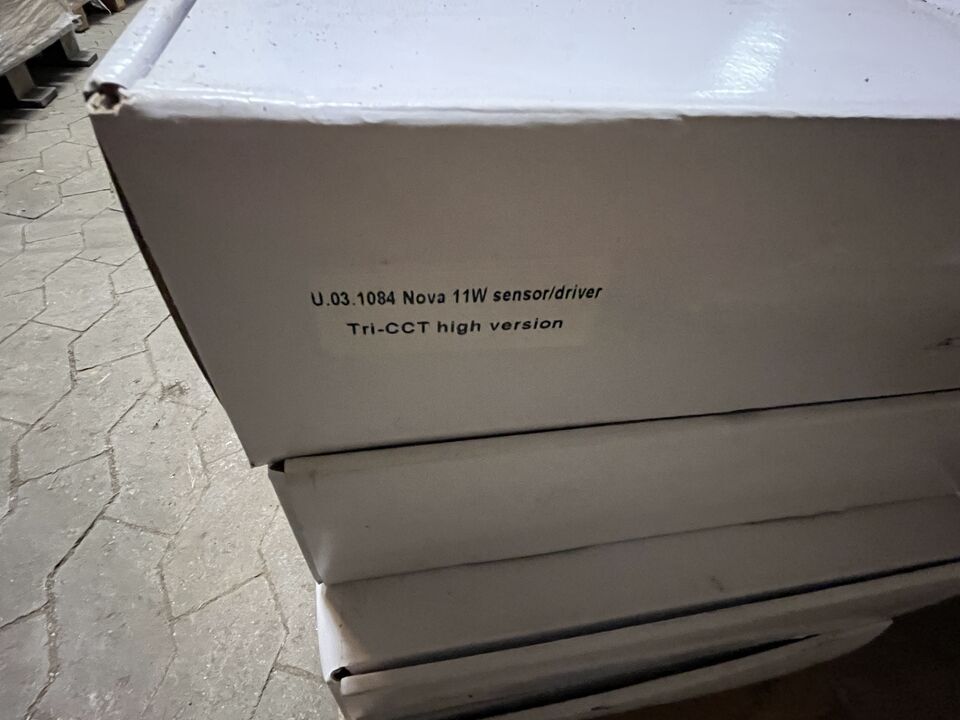 U.03.1084 Nova 11W sensor/driver
Tri-CCT high version